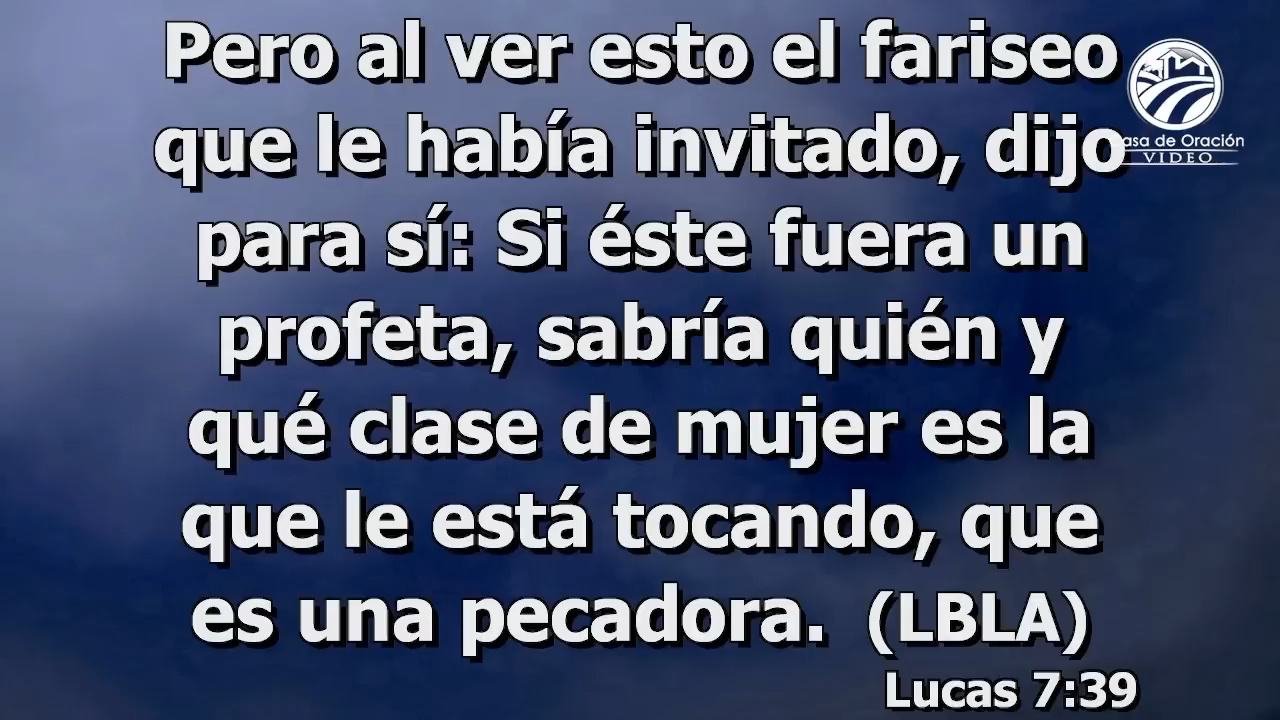 Pero al ver esto el fariseo
que le había invitado, dijo
para sí: Si éste fuera un
profeta, sabría quién y
qué clase de mujer es la
que le está tocando, que
es una pecadora. (LBLA)
Lucas 7:39
Casa de Oración
VIDEO